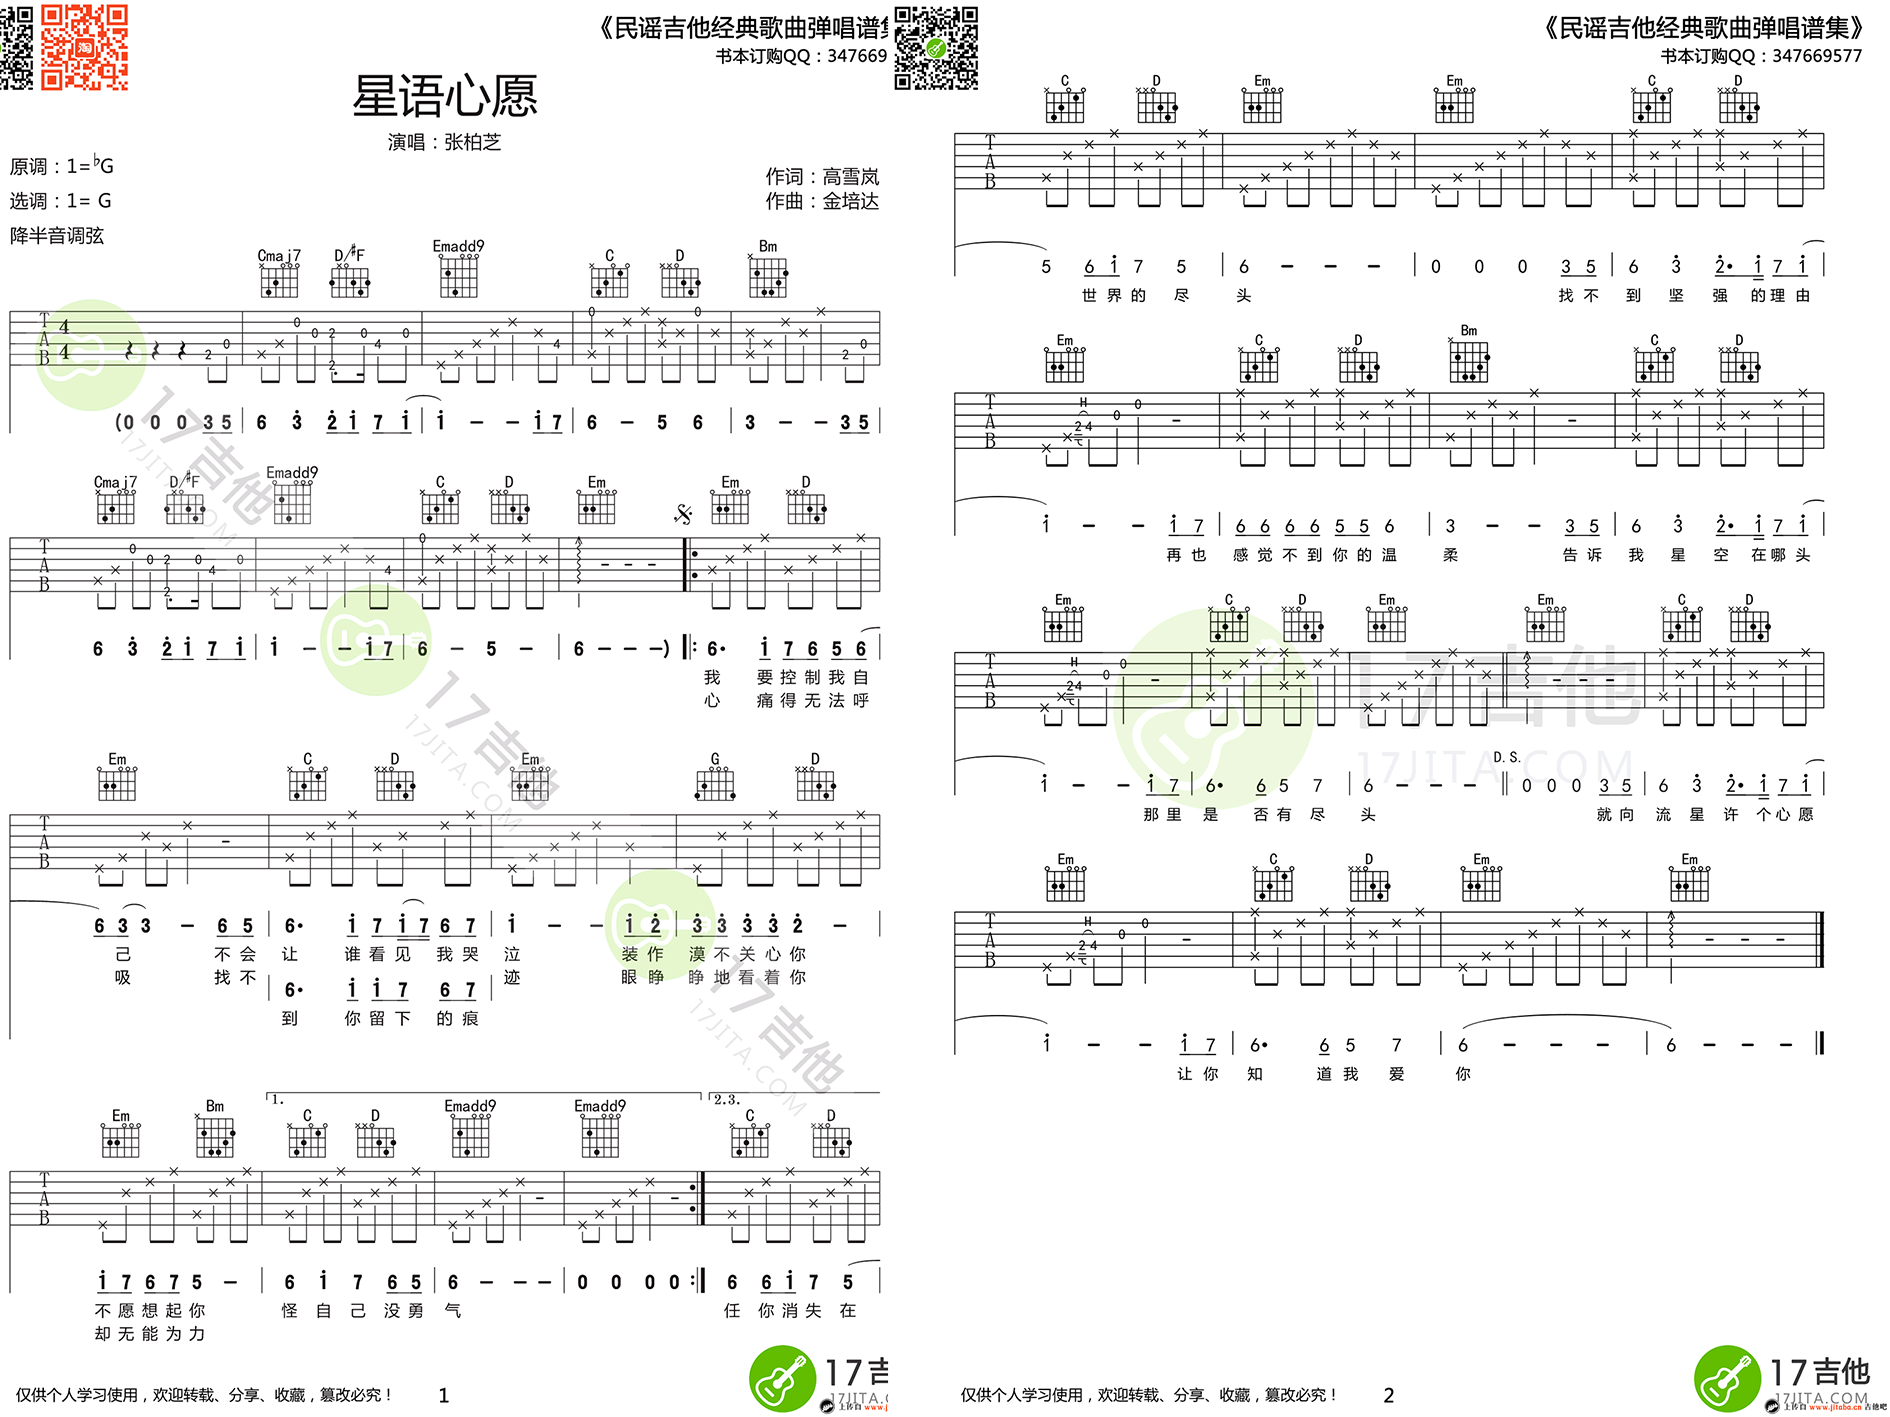 《民谣吉他经典歌曲弹唱谱集
书本订购QQ：347669
星语心愿
演唱：张柏芝
原调：1=♭G
选调：1= G
降半音调弦
作词：高雪岚
作曲：金培达
Cmaj7 D/#F Emadd9 C D Bm
T A B 4 4
(0 0 0 3 5 6 3 2 1 7 1 1 - - 1 7 6 - 5 6 3 - - 3 5
Cmaj7 D/#F Emadd9 C D Em Em D
T A B
6 3 2 1 7 1 1 - - 1 7 6 - 5 - 6 - - -) 6· 1 7 6 5 6
我 要控制我自
心 痛得无法呼
Em C D Em G D
T A B
6 3 3 - 6 5 6· 1 7 1 7 6 7 1 - - 1 2 3 3 3 3 2 -
己 不会让 谁看见 我哭泣 装作 漠不关心你
吸 找不 迹 眼睁 睁地看着你
6· 1 1 7 6 7
到 你留下 的痕
Em Bm 1. C D Emadd9 Emadd9 2.3. C D
T A B
1 7 6 7 5 - 6 1 7 6 5 6 - - - 0 0 0 0 6 6 1 7 5
不愿想起你 怪自己没勇气 任你消失在
却无能为力
仅供个人学习使用，欢迎转载、分享、收藏，篡改必究！ 1
17吉他
17JITA.COM
《民谣吉他经典歌曲弹唱谱集》
书本订购QQ：347669577
C D Em Em C D
T A B
5 6 1 7 5 6 - - - 0 0 0 3 5 6 3 2· 1 7 1
世界的尽头 找不到坚强的理由
Em C D Bm C D
T A B
1 - - 1 7 6 6 6 6 5 5 6 3 - - 3 5 6 3 2· 1 7 1
再也感觉不到你的温柔 告诉我星空在哪头
Em C D Em Em C D
T A B
D.S.
1 - - 1 7 6· 6 5 7 6 - - - 0 0 0 3 5 6 3 2· 1 7 1
那里是 否有尽头 就向流星许个心愿
Em C D Em Em
T A B
1 - - 1 7 6· 6 5 7 6 - - - 6 - - -
让你知 道我爱你
仅供个人学习使用，欢迎转载、分享、收藏，篡改必究！ 2
17吉他
17JITA.COM
上传自 www.jitaba.cn 吉他吧